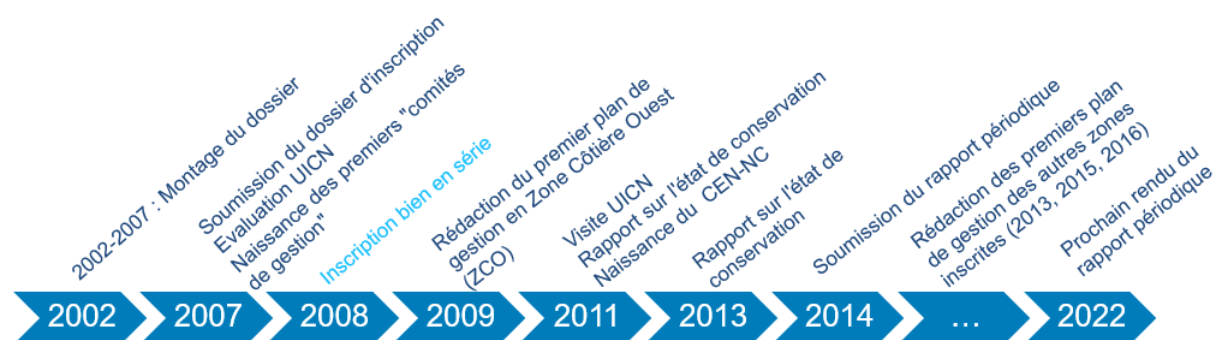 2002-2007 : Montage du dossier
Soumission du dossier d'inscription
Evaluation UICN
Naissance des premiers "comités
de gestion"
Inscription bien en série
Rédaction du premier plan de
gestion en Zone Côtière Ouest
(ZCO)
Visite UICN
Rapport sur l'état de conservation
Naissance du CEN-NC
Rapport sur l'état de
conservation
Soumission du rapport périodique
Rédaction des premiers plan
de gestion des autres zones
inscrites (2013, 2015, 2016)
Prochain rendu du
rapport périodique
2002
2007
2008
2009
2011
2013
2014
...
2022